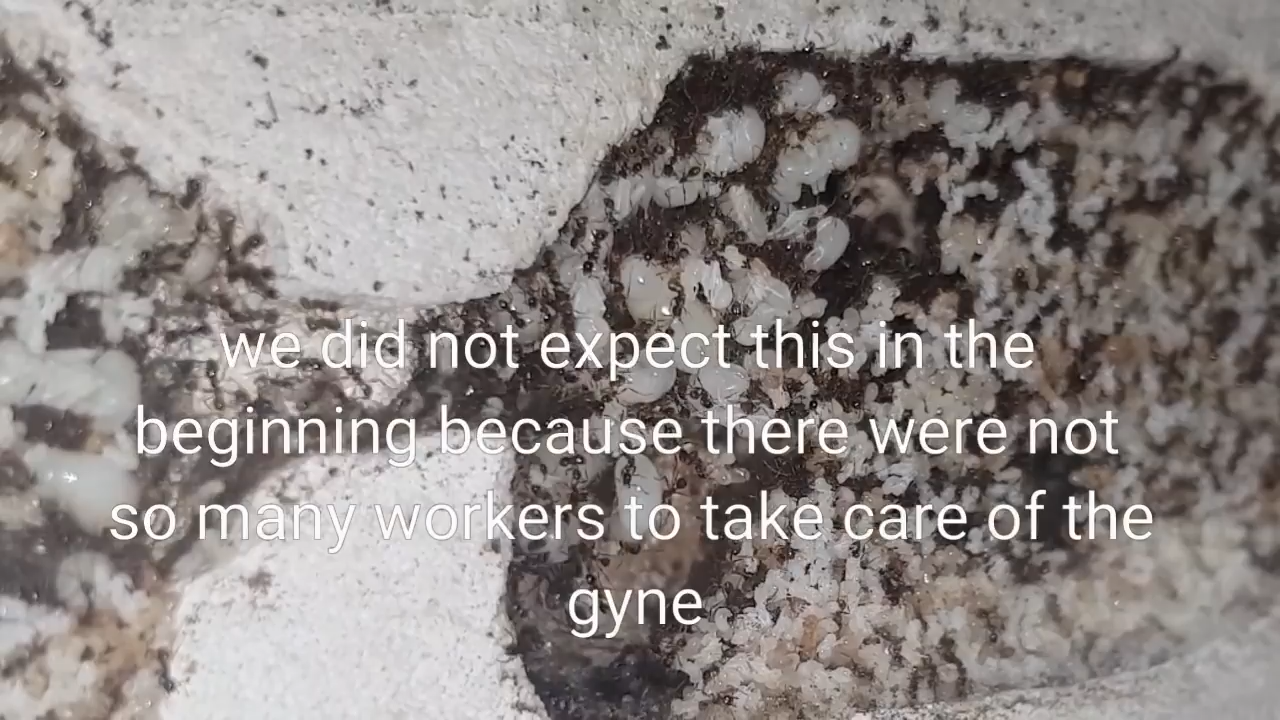 we did not expect this in the
beginning because there were not
so many workers to take care of the
gyne